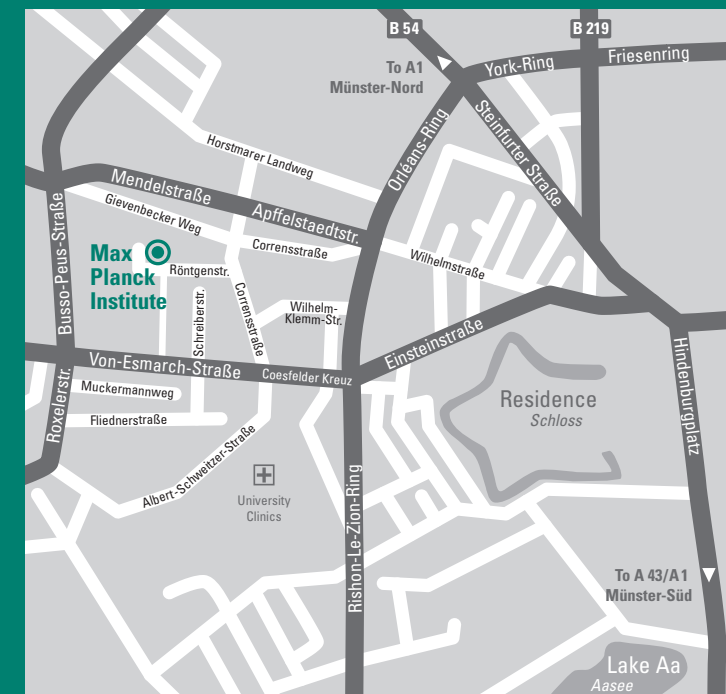 B 54
B 219
To A1
Münster-Nord
York-Ring
Friesenring
Horstmarer Landweg
Orléans-Ring
Steinfurter Straße
Mendelstraße
Apffelstaedtstr.
Gievenbecker Weg
Corrensstraße
Wilhelmstraße
Busso-Peus-Straße
Max
Planck
Institute
Röntgenstr.
Schreiberstr.
Corrensstraße
Wilhelm-
Klemm-Str.
Einsteinstraße
Von-Esmarch-Straße
Coesfelder Kreuz
Hindenburgplatz
Roxelerstr.
Muckermannweg
Fliednerstraße
Residence
Schloss
Albert-Schweitzer-Straße
University
Clinics
Rishon-Le-Zion-Ring
To A 43/A1
Münster-Süd
Lake Aa
Aasee